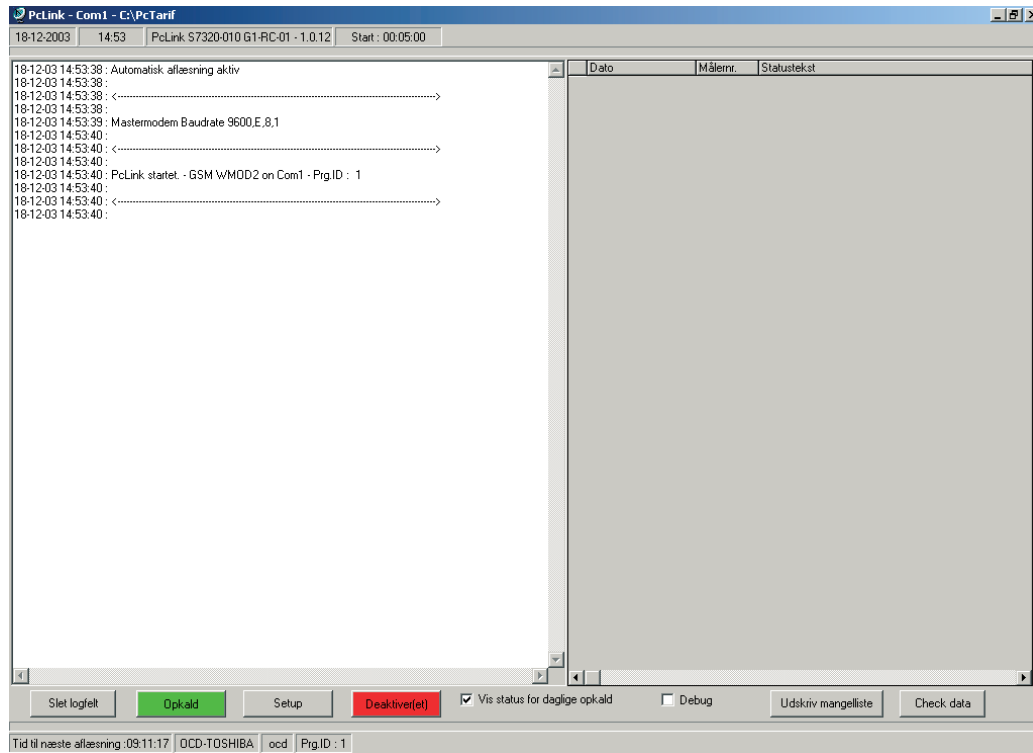 PcLink - Com1 - C:\PcTarif
18-12-2003 14:53 PcLink S7320-010 G1-RC-01 - 1.0.12 Start : 00:05:00
18-12-03 14:53:38 : Automatisk aflæsning aktiv
18-12-03 14:53:38 :
18-12-03 14:53:38 : <-------------------------------------------------------------------------------->
18-12-03 14:53:38 :
18-12-03 14:53:39 : Mastermodem Baudrate 9600,E,8,1
18-12-03 14:53:40 :
18-12-03 14:53:40 : <-------------------------------------------------------------------------------->
18-12-03 14:53:40 :
18-12-03 14:53:40 : PcLink startet. - GSM WMOD2 on Com1 - Prg.ID : 1
18-12-03 14:53:40 :
18-12-03 14:53:40 : <-------------------------------------------------------------------------------->
18-12-03 14:53:40 :
Dato Målernr. Statustekst
Slet logfelt Opkald Setup Deaktiver(et) Vis status for daglige opkald Debug Udskriv mangelliste Check data
Tid til næste aflæsning :09:11:17 OCD-TOSHIBA ocd Prg.ID : 1